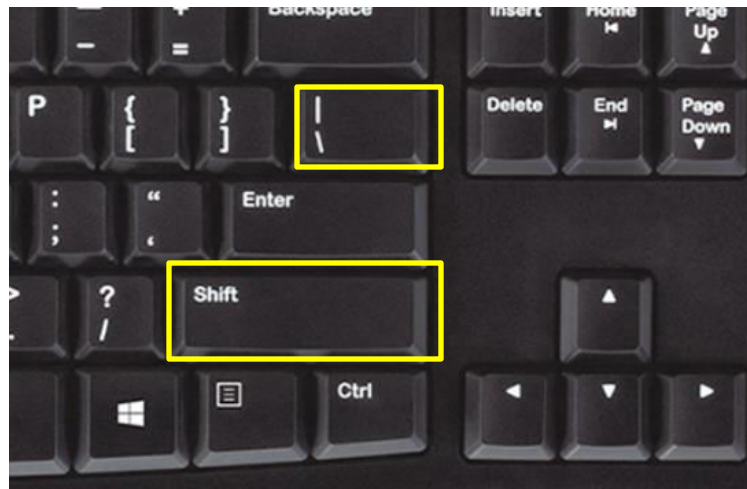 — + Backspace Insert Home Page Up
- =
P { } | Delete End Page Down
[ ] \
: “ Enter
; ‘
> ? Shift
. /
Ctrl